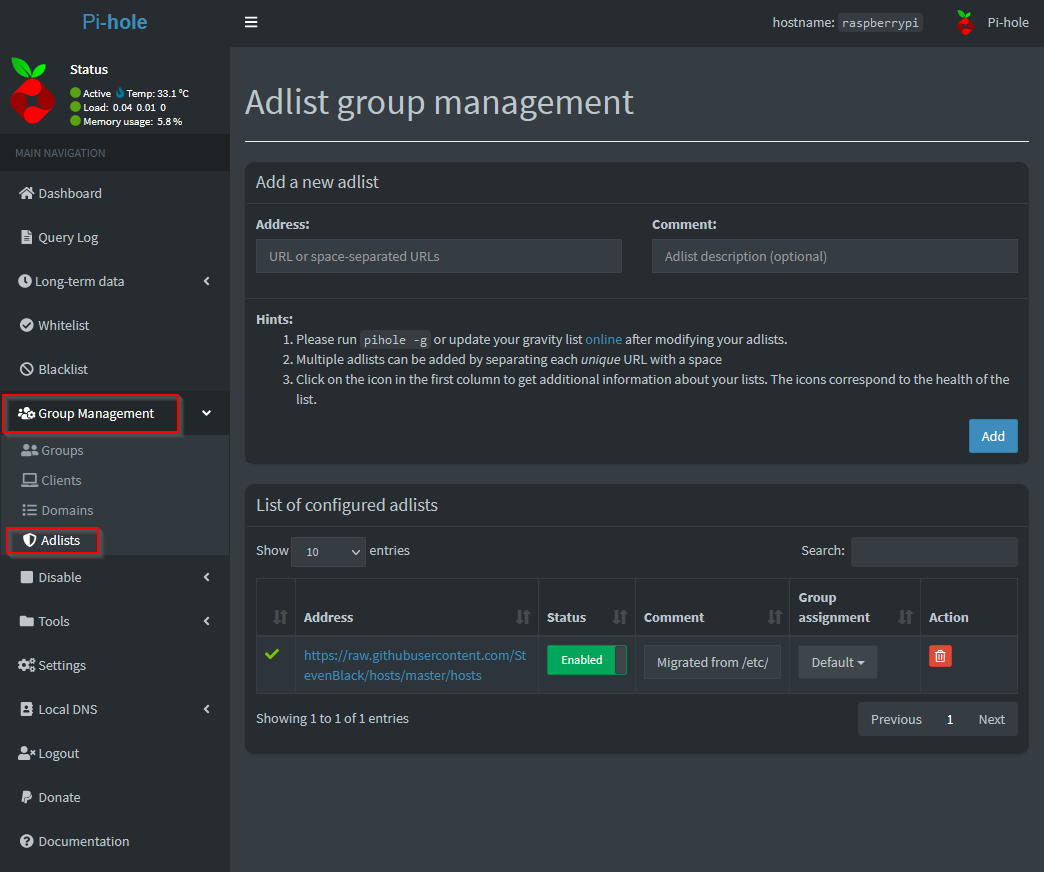 Pi-hole
hostname: raspberrypi
Pi-hole
Status
Active Temp: 33.1 °C
Load: 0.04 0.01 0
Memory usage: 5.8 %
MAIN NAVIGATION
Dashboard
Query Log
Long-term data
Whitelist
Blacklist
Group Management
Groups
Clients
Domains
Adlists
Disable
Tools
Settings
Local DNS
Logout
Donate
Documentation
Adlist group management
Add a new adlist
Address:
Comment:
URL or space-separated URLs
Adlist description (optional)
Hints:
1. Please run pihole -g or update your gravity list online after modifying your adlists.
2. Multiple adlists can be added by separating each unique URL with a space
3. Click on the icon in the first column to get additional information about your lists. The icons correspond to the health of the
list.
Add
List of configured adlists
Show 10 entries
Search:
Address
Status
Comment
Group
assignment
Action
https://raw.githubusercontent.com/St
evenBlack/hosts/master/hosts
Enabled
Migrated from /etc/
Default
Showing 1 to 1 of 1 entries
Previous 1 Next